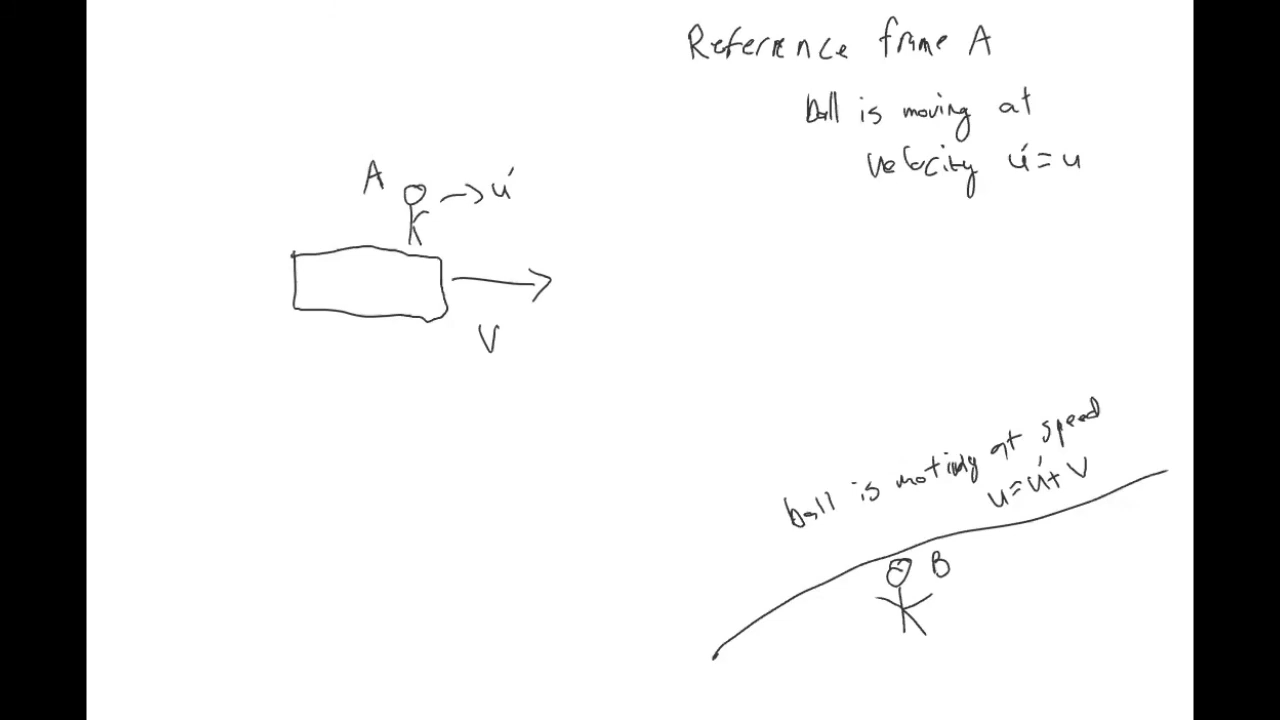 Reference frame A
ball is moving at
velocity u' = u
A
→ u'
V
ball is moving at speed
u = u' + V
B